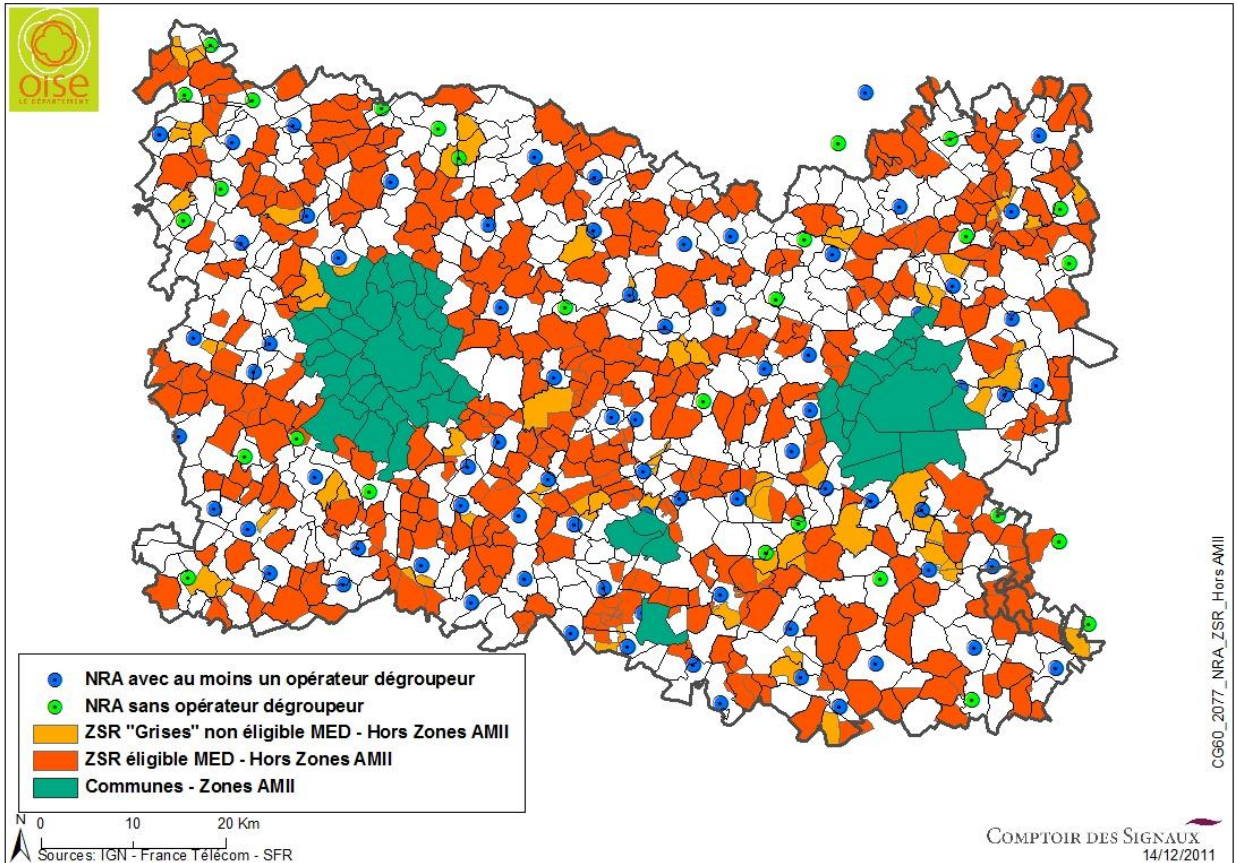 oise
LE DÉPARTEMENT
NRA avec au moins un opérateur dégroupeur
NRA sans opérateur dégroupeur
ZSR "Grises" non éligible MED - Hors Zones AMII
ZSR éligible MED - Hors Zones AMII
Communes - Zones AMII
N 0 10 20 Km
Sources: IGN - France Télécom - SFR
CG60_2077_NRA_ZSR_Hors AMII
COMPTOIR DES SIGNAUX
14/12/2011